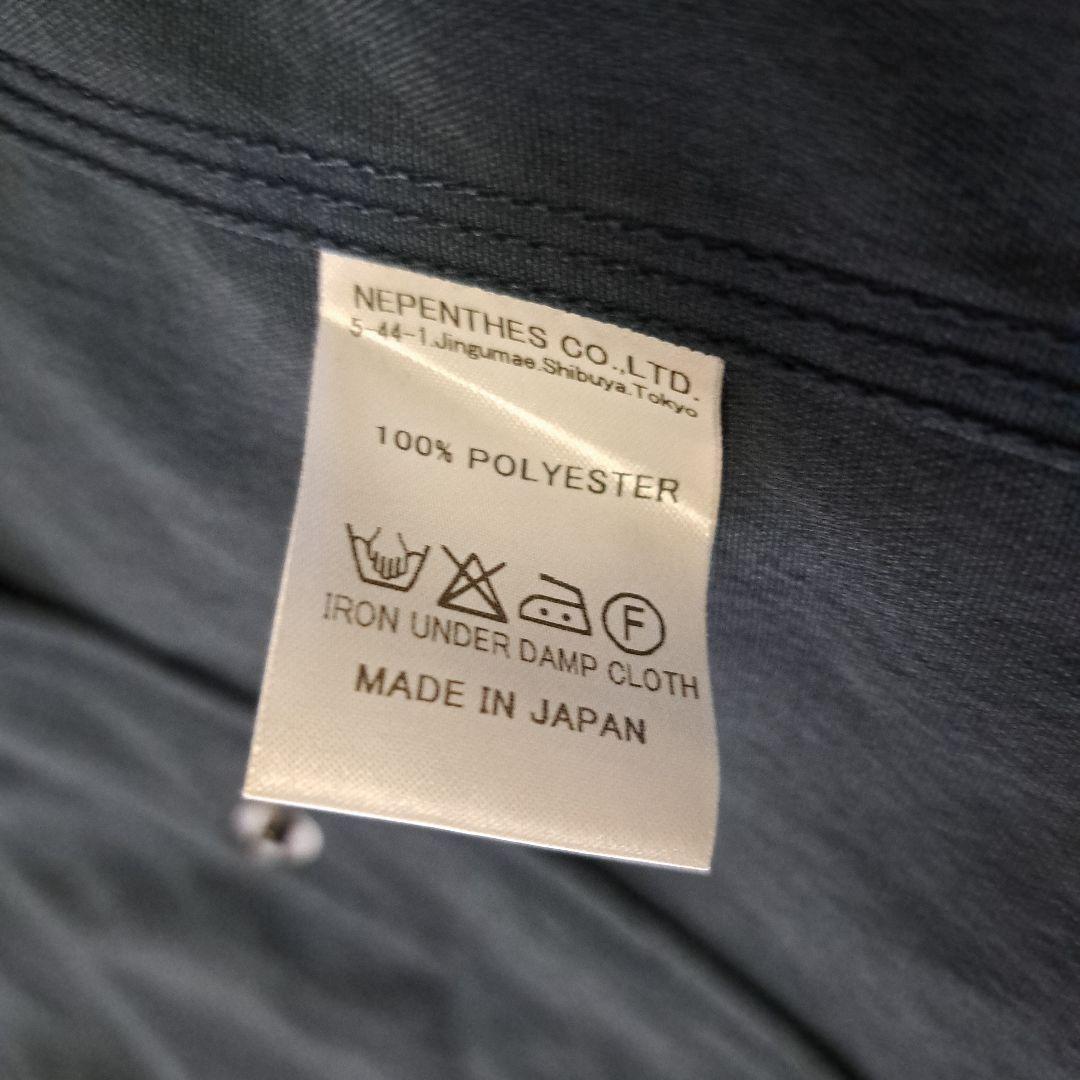 NEPENTHES CO.,LTD.
5-44-1.Jingumae.Shibuya.Tokyo
100% POLYESTER
F
IRON UNDER DAMP CLOTH
MADE IN JAPAN